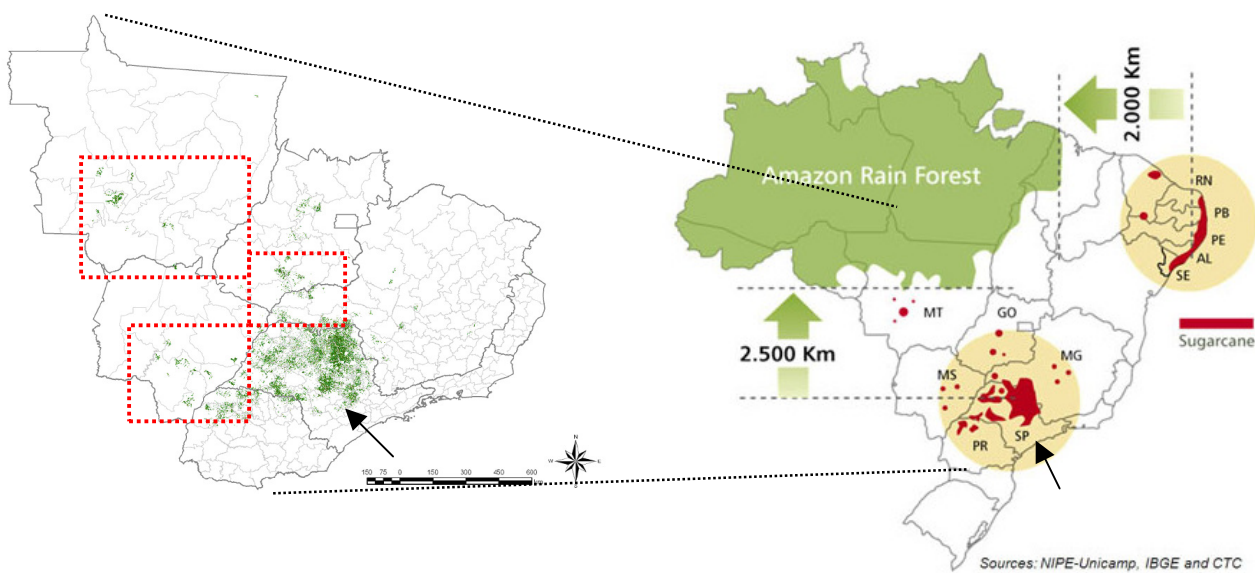 N
W
E
S
150 75 0 150 300 450 600
km
2.000 Km
Amazon Rain Forest
RN
PB
PE
AL
SE
MT
GO
2.500 Km
MG
MS
PR
SP
Sugarcane
Sources: NIPE-Unicamp, IBGE and CTC